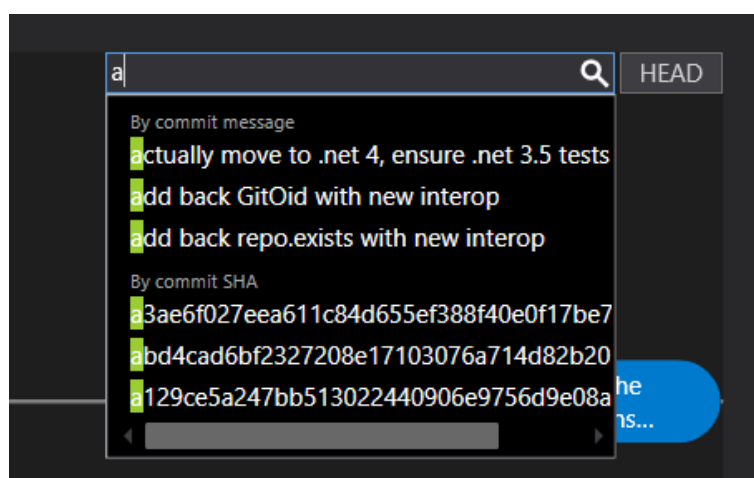 a
HEAD
By commit message
actually move to .net 4, ensure .net 3.5 tests
add back GitOid with new interop
add back repo.exists with new interop
By commit SHA
a3ae6f027eea611c84d655ef388f40e0f17be7
abd4cad6bf2327208e17103076a714d82b20
a129ce5a247bb513022440906e9756d9e08a
he
ns...